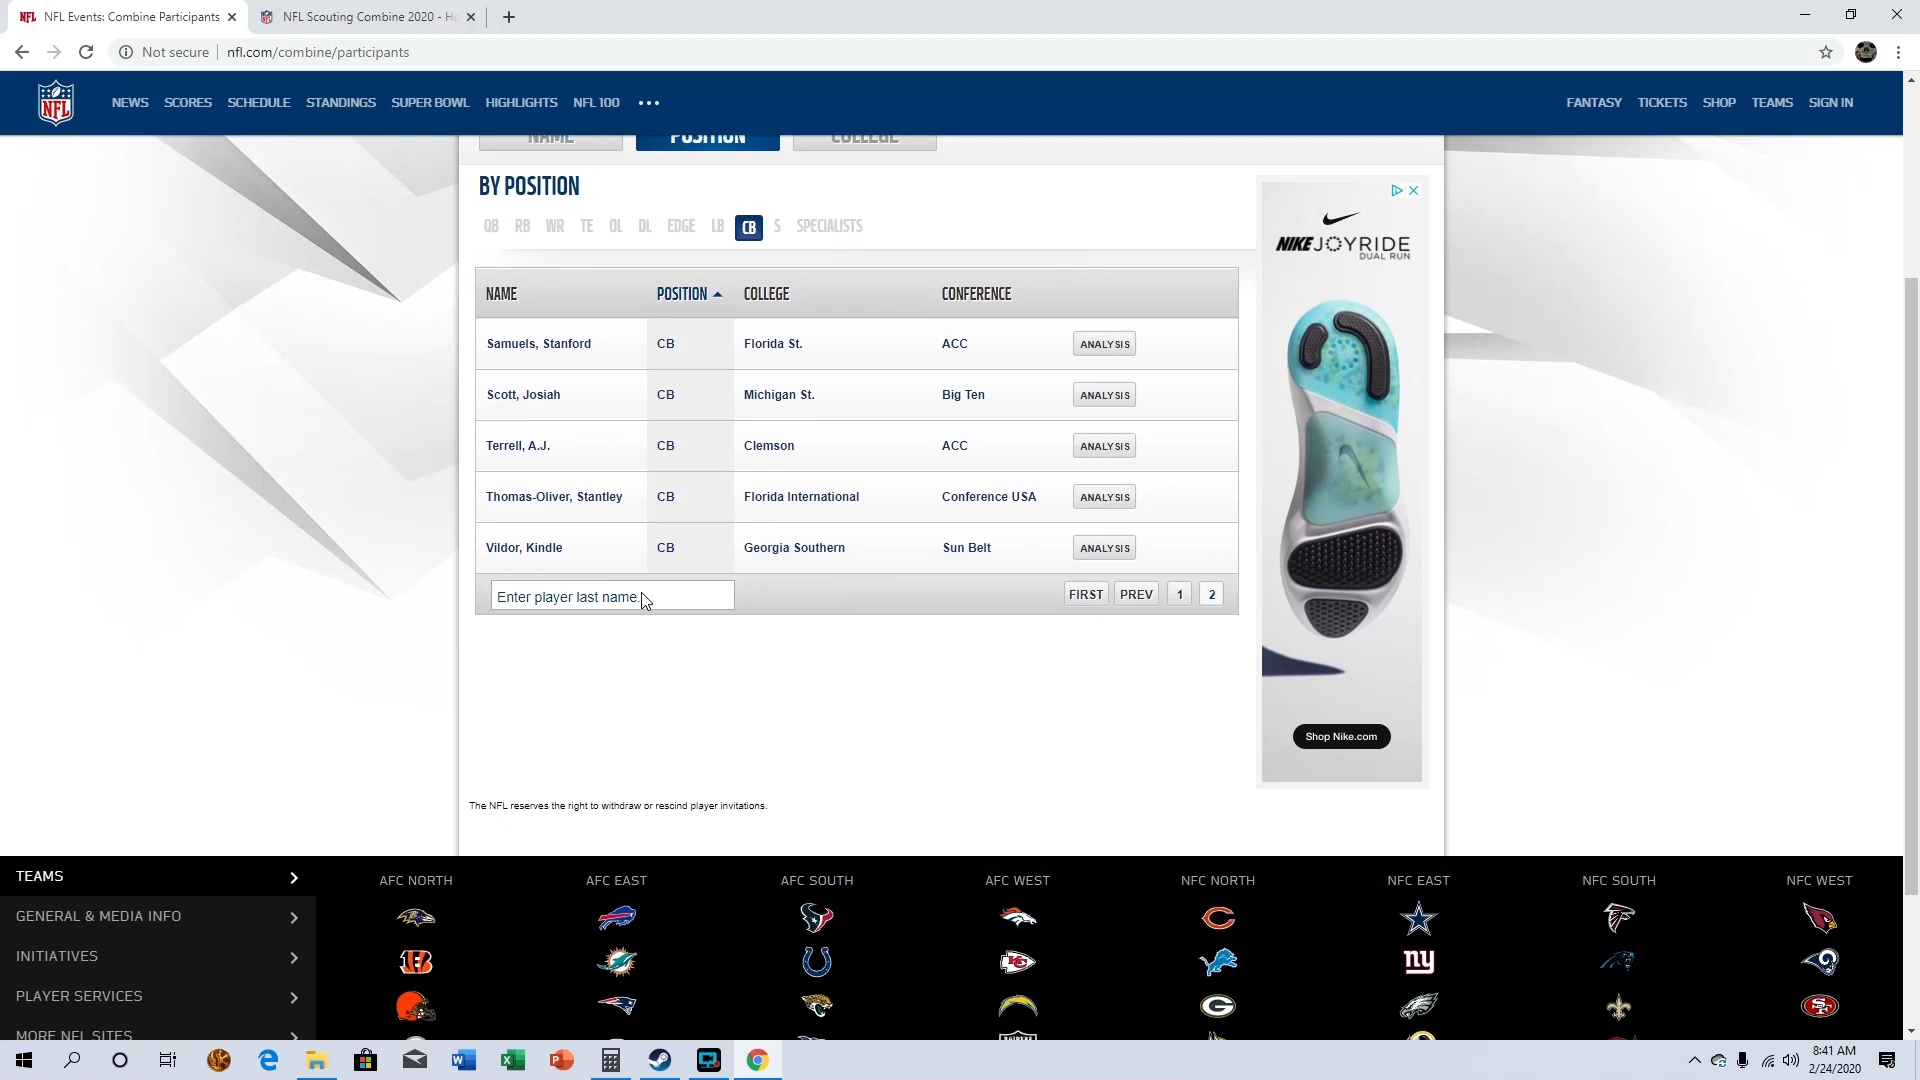 NFL Events: Combine Participants
NFL Scouting Combine 2020 - Ho
Not secure
nfl.com/combine/participants
NFL
NEWS SCORES SCHEDULE STANDINGS SUPER BOWL HIGHLIGHTS NFL 100
FANTASY TICKETS SHOP TEAMS SIGN IN
NAME POSITION COLLEGE
BY POSITION
QB RB WR TE OL DL EDGE LB CB S SPECIALISTS
NAME POSITION COLLEGE CONFERENCE
Samuels, Stanford CB Florida St. ACC ANALYSIS
Scott, Josiah CB Michigan St. Big Ten ANALYSIS
Terrell, A.J. CB Clemson ACC ANALYSIS
Thomas-Oliver, Stantley CB Florida International Conference USA ANALYSIS
Vildor, Kindle CB Georgia Southern Sun Belt ANALYSIS
Enter player last name.
FIRST PREV 1 2
NIKE JOYRIDE
DUAL RUN
Shop Nike.com
The NFL reserves the right to withdraw or rescind player invitations.
TEAMS
GENERAL & MEDIA INFO
INITIATIVES
PLAYER SERVICES
MORE NFL SITES
AFC NORTH AFC EAST AFC SOUTH AFC WEST NFC NORTH NFC EAST NFC SOUTH NFC WEST
ny
G
RAIDERS
8:41 AM
2/24/2020